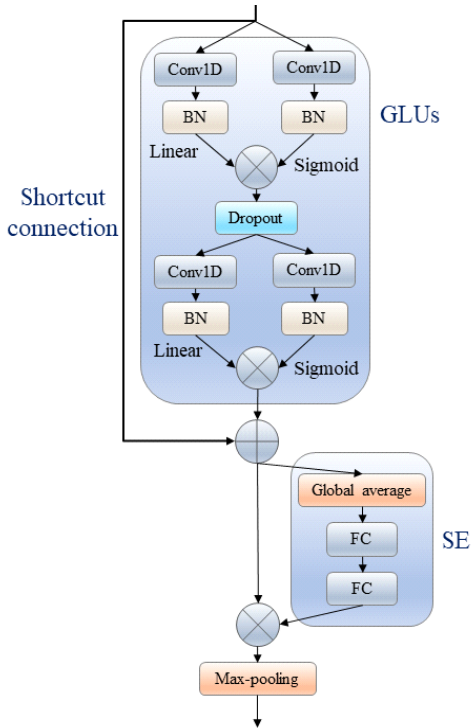 Conv1D
Conv1D
GLUs
BN
BN
Linear
Sigmoid
Shortcut
connection
Dropout
Conv1D
Conv1D
BN
BN
Linear
Sigmoid
Global average
FC
SE
FC
Max-pooling